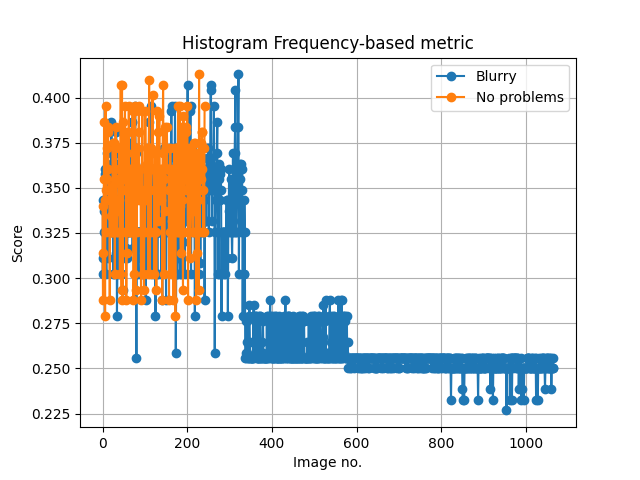 Histogram Frequency-based metric
Blurry
No problems
0.400
0.375
0.350
0.325
0.300
0.275
0.250
0.225
Score
0 200 400 600 800 1000
Image no.